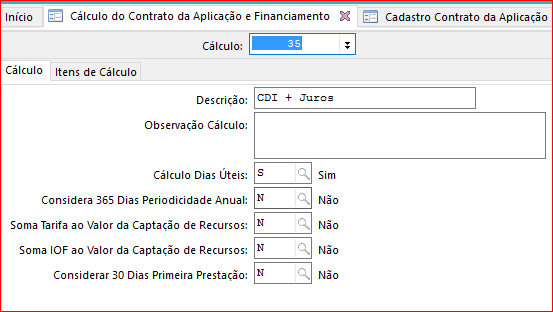 Início Cálculo do Contrato da Aplicação e Financiamento Cadastro Contrato da Aplicação
Cálculo: 35
Cálculo Itens de Cálculo
Descrição: CDI + Juros
Observação Cálculo:
Cálculo Dias Úteis: S Sim
Considera 365 Dias Periodicidade Anual: N Não
Soma Tarifa ao Valor da Captação de Recursos: N Não
Soma IOF ao Valor da Captação de Recursos: N Não
Considerar 30 Dias Primeira Prestação: N Não